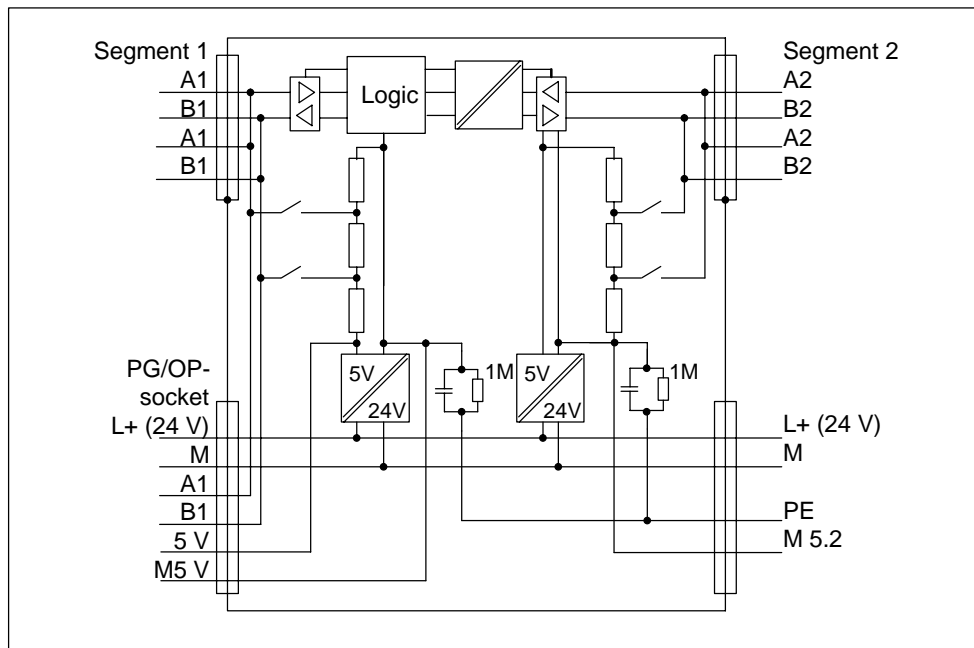 Segment 1
Segment 2
A1
A2
Logic
B1
B2
A1
A2
B1
B2
PG/OP-
socket
5V
24V
1M
5V
24V
1M
L+ (24 V)
L+ (24 V)
M
M
A1
B1
PE
5 V
M 5.2
M5 V